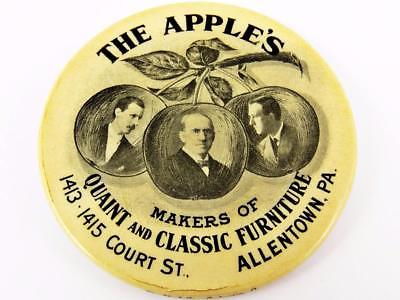 THE APPLE'S
MAKERS OF
QUAINT AND CLASSIC FURNITURE
1413-1415 COURT ST., ALLENTOWN, PA.